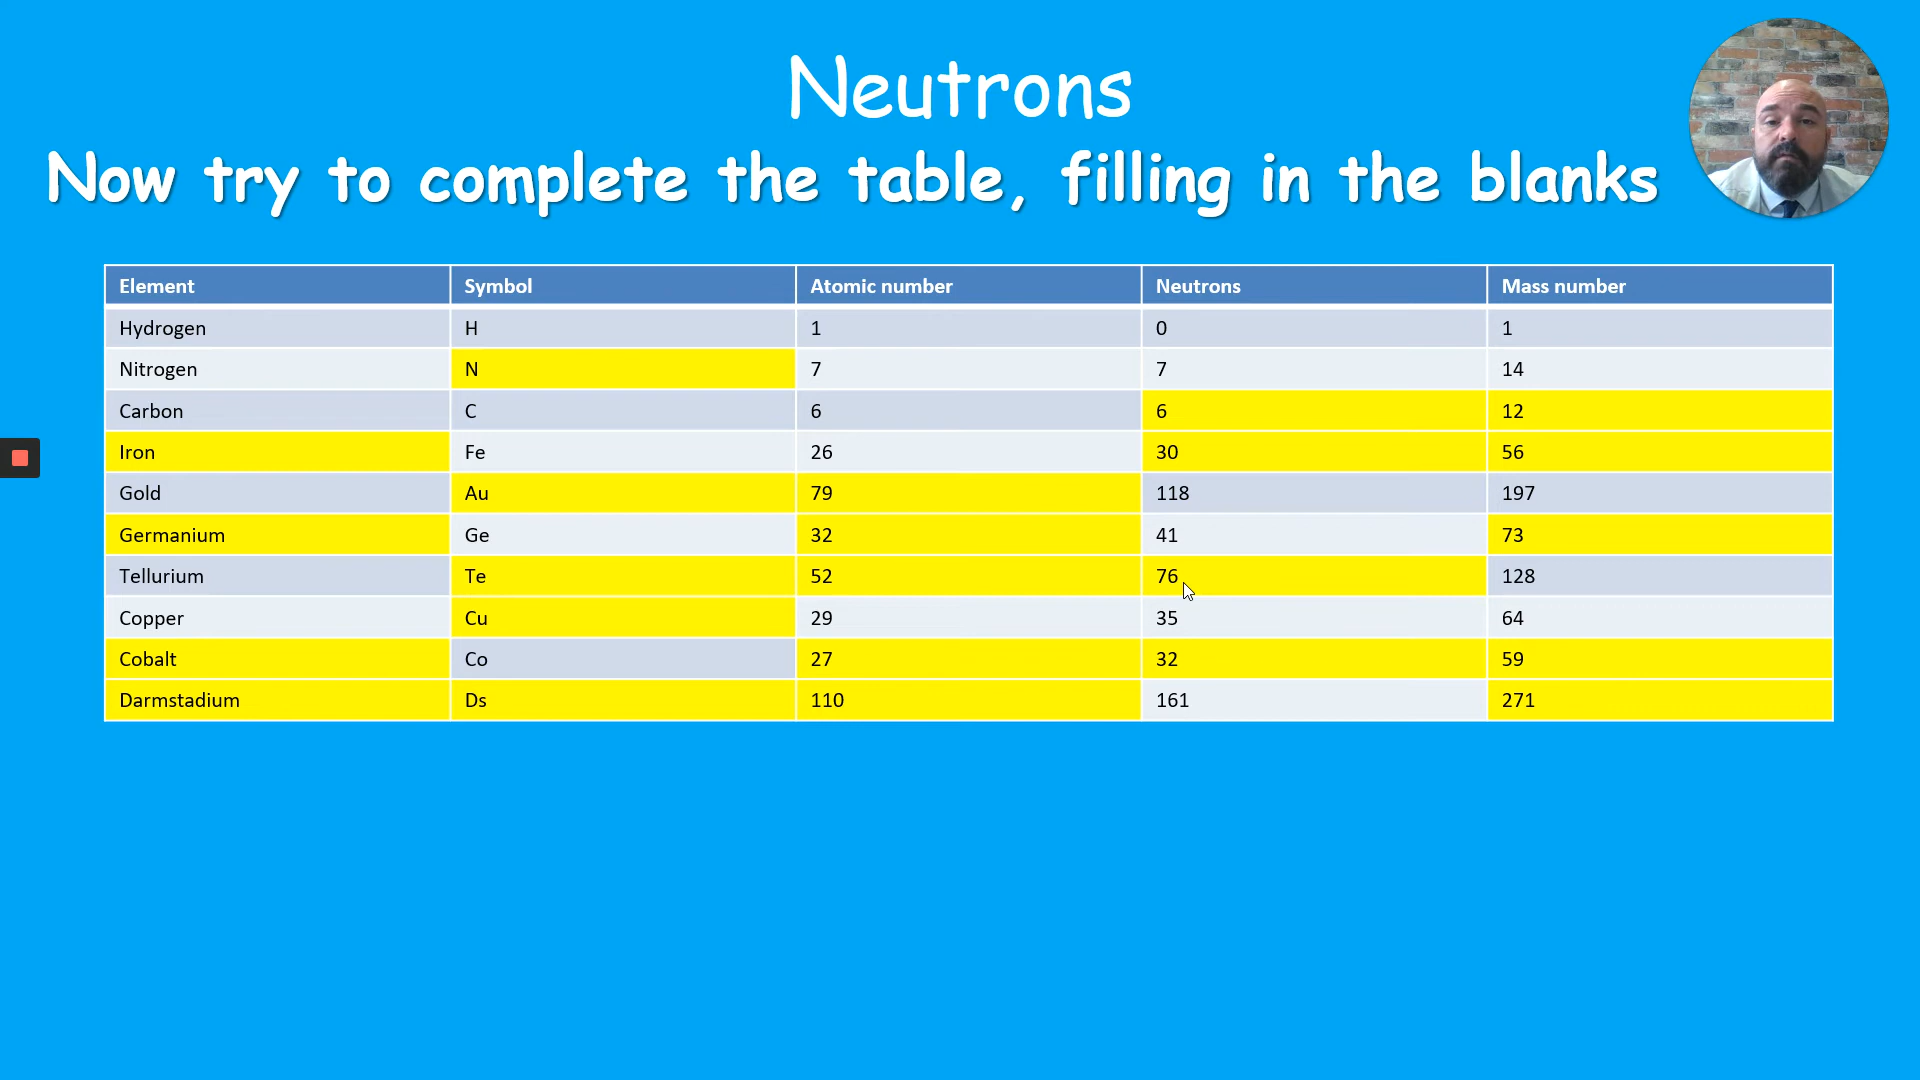 Neutrons
Now try to complete the table, filling in the blanks
Element Symbol Atomic number Neutrons Mass number
Hydrogen H 1 0 1
Nitrogen N 7 7 14
Carbon C 6 6 12
Iron Fe 26 30 56
Gold Au 79 118 197
Germanium Ge 32 41 73
Tellurium Te 52 76 128
Copper Cu 29 35 64
Cobalt Co 27 32 59
Darmstadium Ds 110 161 271